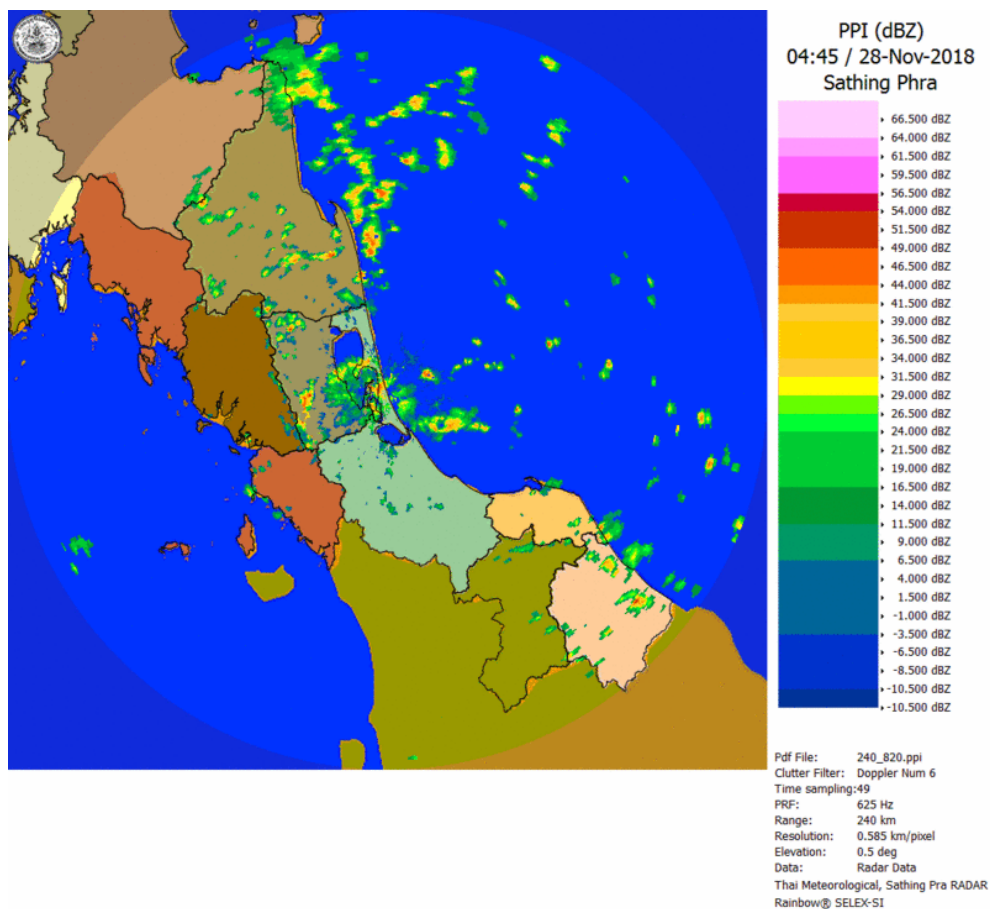 PPI (dBZ)
04:45 / 28-Nov-2018
Sathing Phra
66.500 dBZ
64.000 dBZ
61.500 dBZ
59.500 dBZ
56.500 dBZ
54.000 dBZ
51.500 dBZ
49.000 dBZ
46.500 dBZ
44.000 dBZ
41.500 dBZ
39.000 dBZ
36.500 dBZ
34.000 dBZ
31.500 dBZ
29.000 dBZ
26.500 dBZ
24.000 dBZ
21.500 dBZ
19.000 dBZ
16.500 dBZ
14.000 dBZ
11.500 dBZ
9.000 dBZ
6.500 dBZ
4.000 dBZ
1.500 dBZ
-1.000 dBZ
-3.500 dBZ
-6.500 dBZ
-8.500 dBZ
-10.500 dBZ
-10.500 dBZ
Pdf File: 240_820.ppi
Clutter Filter: Doppler Num 6
Time sampling:49
PRF: 625 Hz
Range: 240 km
Resolution: 0.585 km/pixel
Elevation: 0.5 deg
Data: Radar Data
Thai Meteorological, Sathing Pra RADAR
Rainbow® SELEX-SI